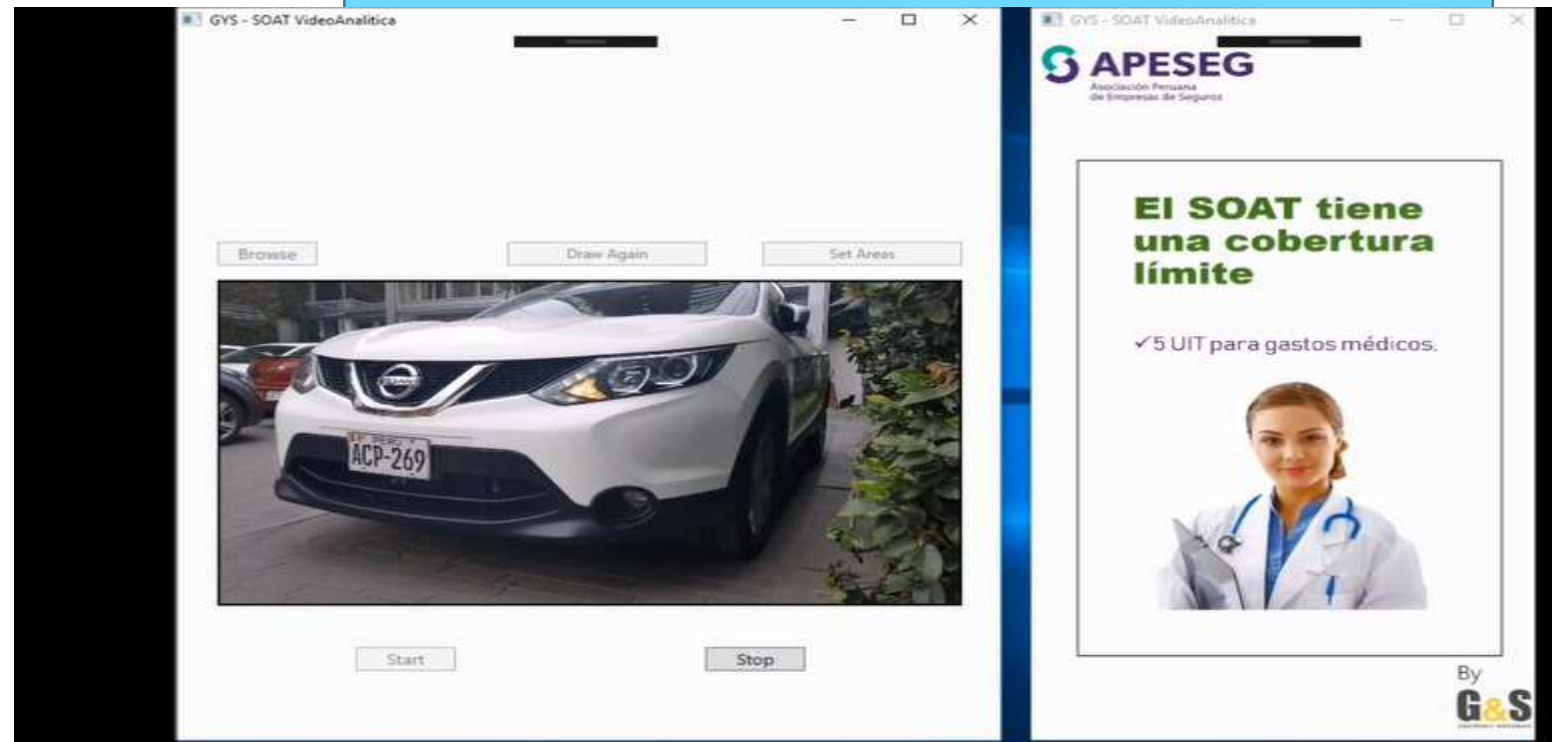 GYS - SOAT VideoAnalitica
Browse
Draw Again
Set Areas
PERU
ACP-269
Start
Stop
GYS - SOAT VideoAnalitica
APESEG
Asociación Peruana
de Empresas de Seguros
El SOAT tiene
una cobertura
límite
✓5 UIT para gastos médicos.
By
G&S